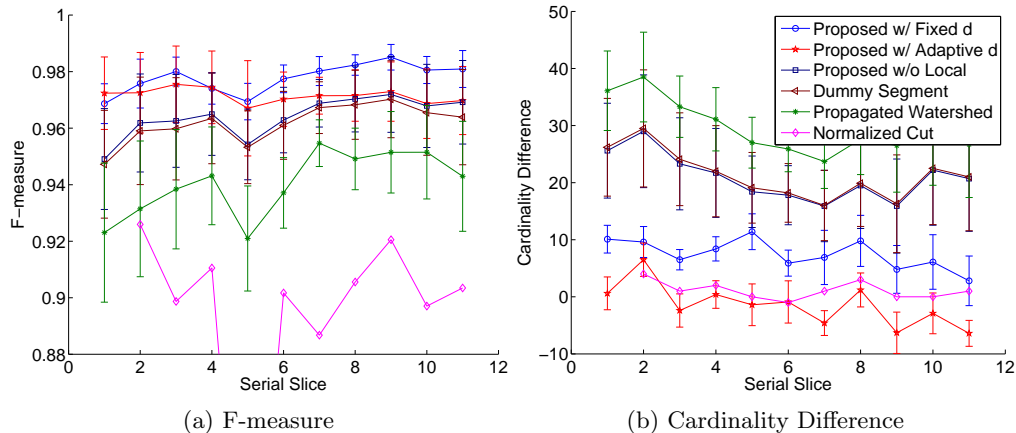 1
0.98
0.96
0.94
0.92
0.9
0.88
0 2 4 6 8 10 12
F-measure
Serial Slice
(a) F-measure
60
50
40
30
20
10
0
−10
0 2 4 6 8 10 12
Cardinality Difference
Serial Slice
Proposed w/ Fixed d
Proposed w/ Adaptive d
Proposed w/o Local
Dummy Segment
Propagated Watershed
Normalized Cut
(b) Cardinality Difference